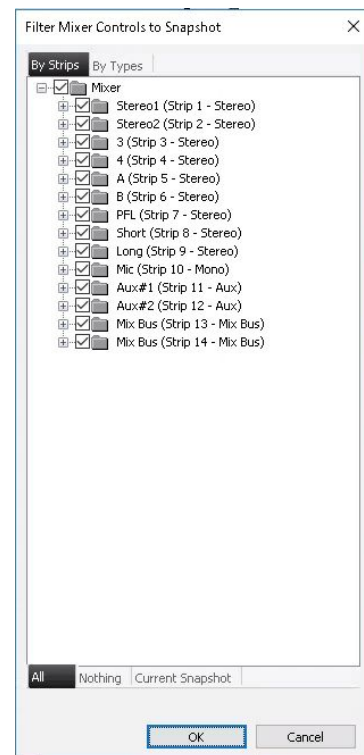 Filter Mixer Controls to Snapshot
By Strips By Types
Mixer
Stereo1 (Strip 1 - Stereo)
Stereo2 (Strip 2 - Stereo)
3 (Strip 3 - Stereo)
4 (Strip 4 - Stereo)
A (Strip 5 - Stereo)
B (Strip 6 - Stereo)
PFL (Strip 7 - Stereo)
Short (Strip 8 - Stereo)
Long (Strip 9 - Stereo)
Mic (Strip 10 - Mono)
Aux#1 (Strip 11 - Aux)
Aux#2 (Strip 12 - Aux)
Mix Bus (Strip 13 - Mix Bus)
Mix Bus (Strip 14 - Mix Bus)
All Nothing Current Snapshot
OK Cancel